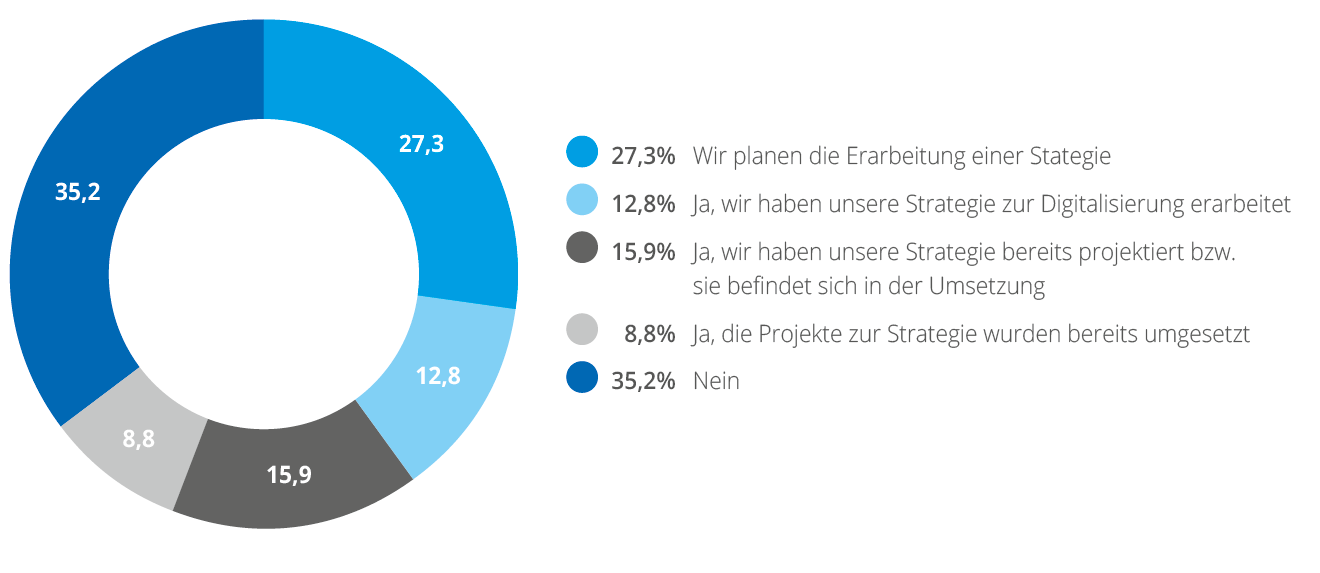 27,3
35,2
12,8
8,8
15,9
27,3% Wir planen die Erarbeitung einer Stategie
12,8% Ja, wir haben unsere Strategie zur Digitalisierung erarbeitet
15,9% Ja, wir haben unsere Strategie bereits projektiert bzw.
sie befindet sich in der Umsetzung
8,8% Ja, die Projekte zur Strategie wurden bereits umgesetzt
35,2% Nein